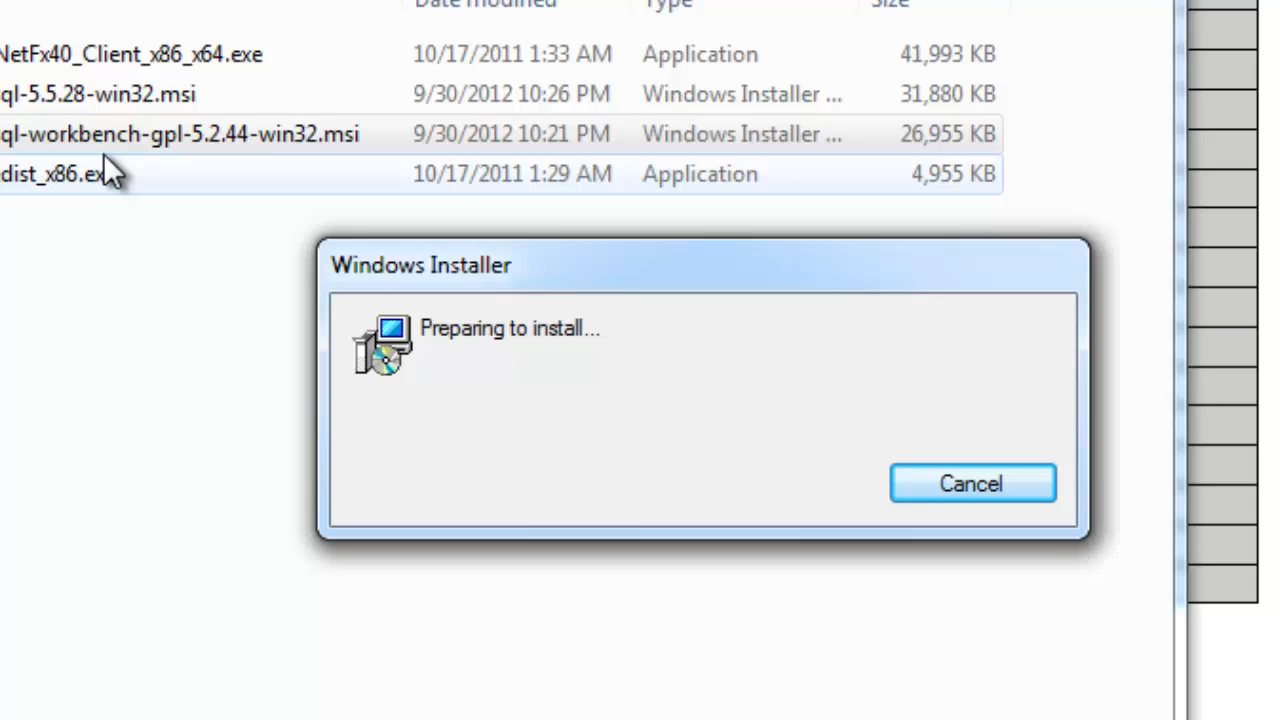 Date modified Type Size
NetFx40_Client_x86_x64.exe 10/17/2011 1:33 AM Application 41,993 KB
ql-5.5.28-win32.msi 9/30/2012 10:26 PM Windows Installer ... 31,880 KB
ql-workbench-gpl-5.2.44-win32.msi 9/30/2012 10:21 PM Windows Installer ... 26,955 KB
dist_x86.ex 10/17/2011 1:29 AM Application 4,955 KB
Windows Installer
Preparing to install...
Cancel